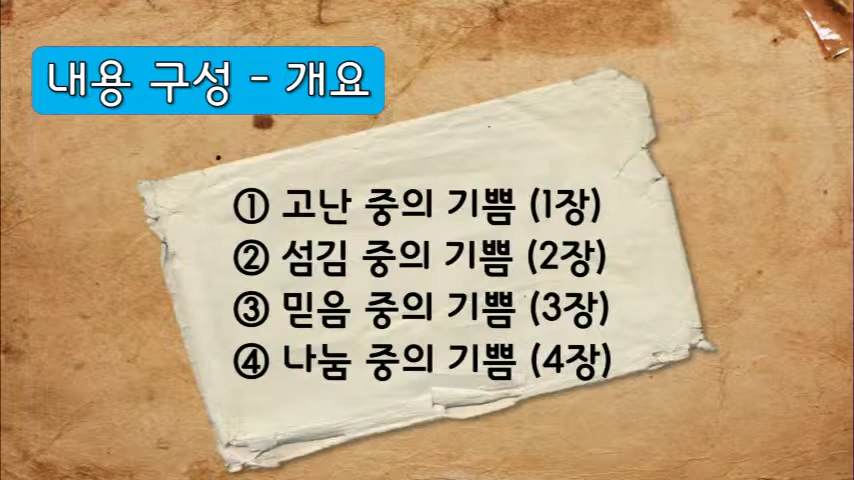 내용 구성 - 개요
① 고난 중의 기쁨 (1장)
② 섬김 중의 기쁨 (2장)
③ 믿음 중의 기쁨 (3장)
④ 나눔 중의 기쁨 (4장)